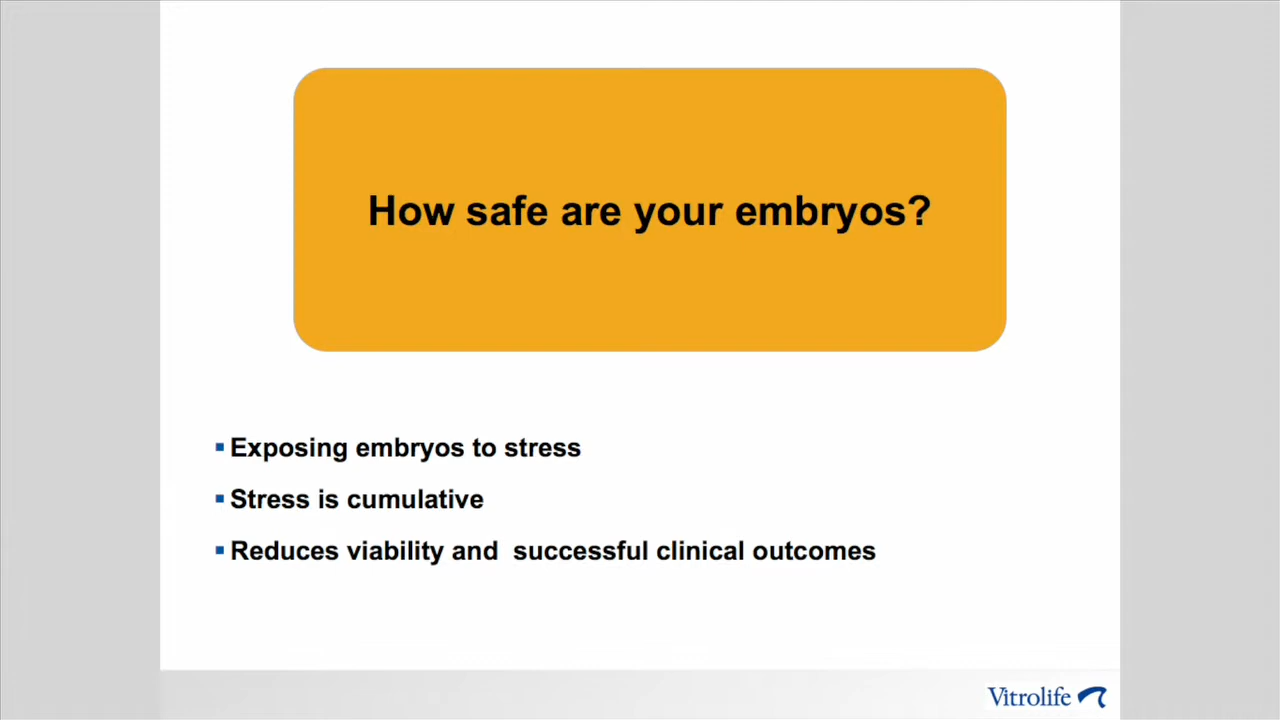 How safe are your embryos?
Exposing embryos to stress
Stress is cumulative
Reduces viability and  successful clinical outcomes
Vitrolife